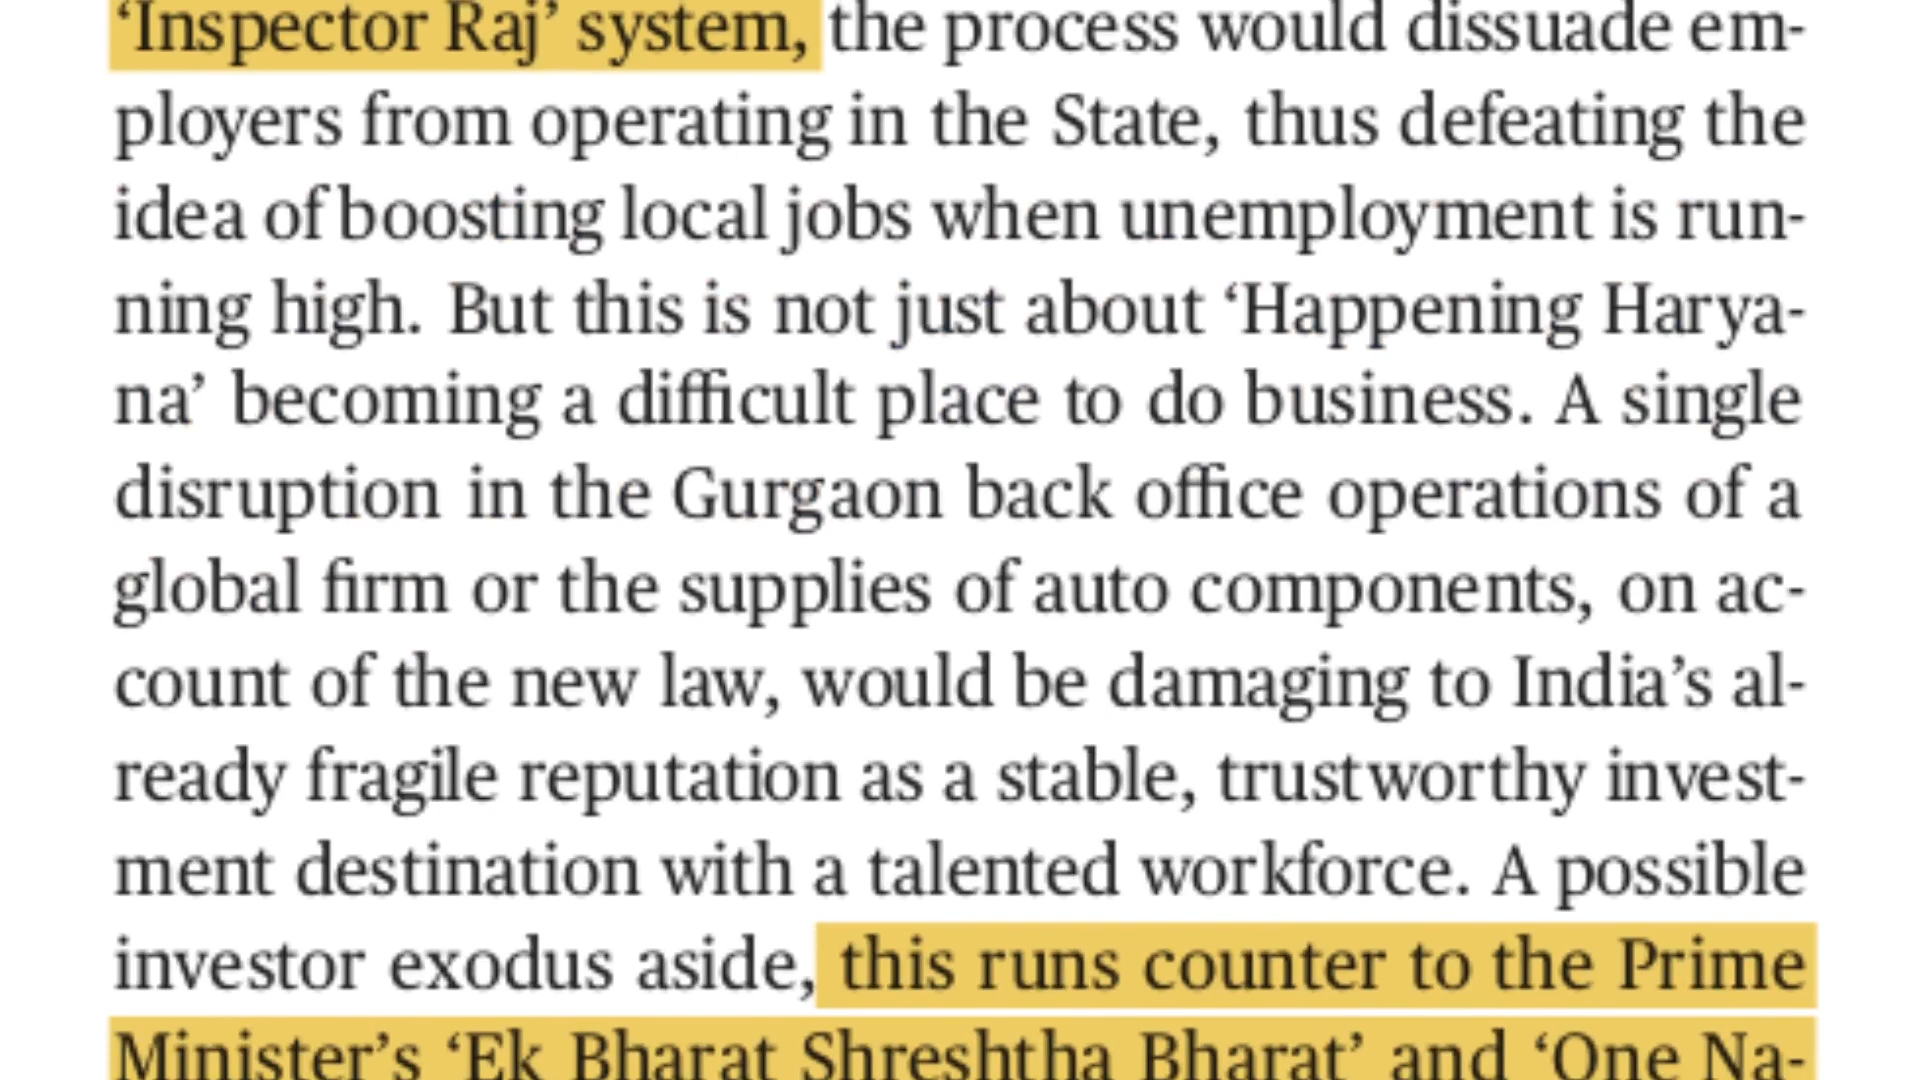 ‘Inspector Raj’ system, the process would dissuade em-
ployers from operating in the State, thus defeating the
idea of boosting local jobs when unemployment is run-
ning high. But this is not just about ‘Happening Harya-
na’ becoming a difficult place to do business. A single
disruption in the Gurgaon back office operations of a
global firm or the supplies of auto components, on ac-
count of the new law, would be damaging to India’s al-
ready fragile reputation as a stable, trustworthy invest-
ment destination with a talented workforce. A possible
investor exodus aside, this runs counter to the Prime
Minister’s ‘Ek Bharat Shreshtha Bharat’ and ‘One Na-